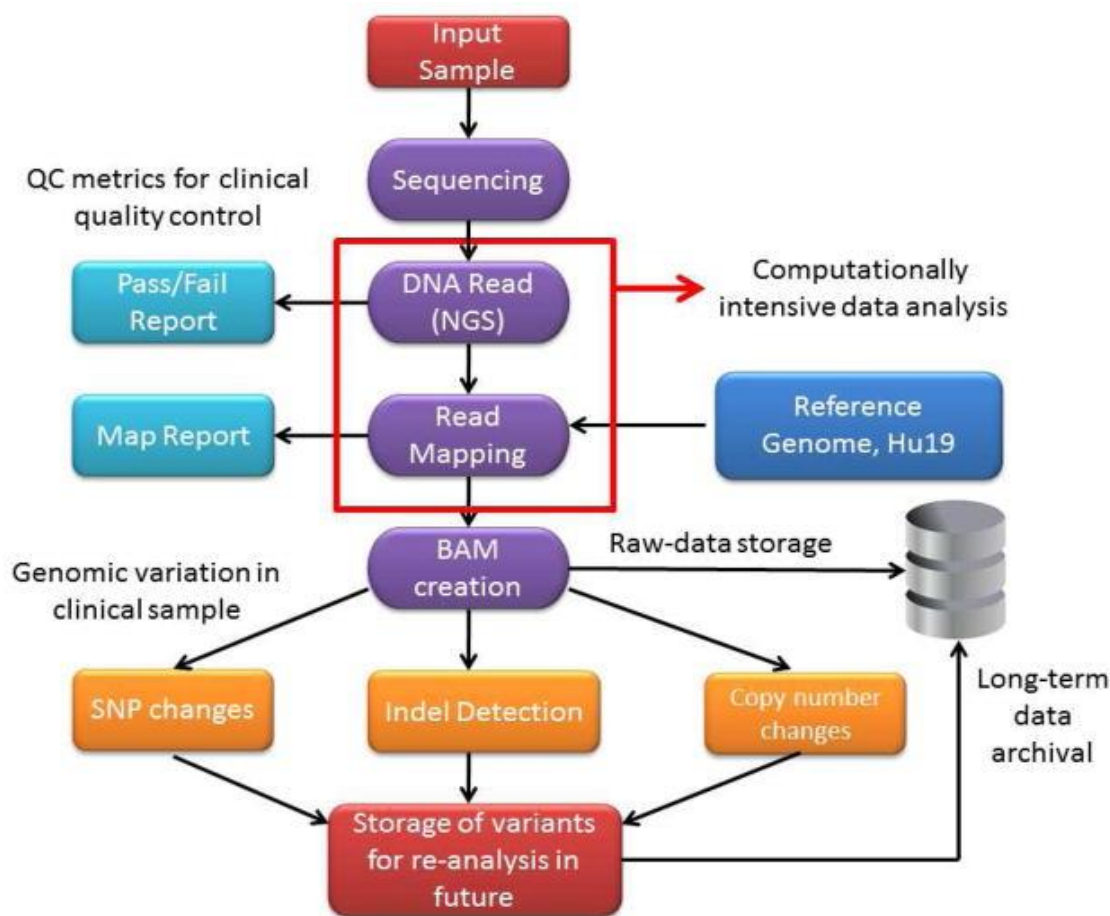 Input
Sample
Sequencing
QC metrics for clinical
quality control
Pass/Fail
Report
DNA Read
(NGS)
Computationally
intensive data analysis
Map Report
Read
Mapping
Reference
Genome, Hu19
BAM
creation
Raw-data storage
Genomic variation in
clinical sample
SNP changes
Indel Detection
Copy number
changes
Long-term
data
archival
Storage of variants
for re-analysis in
future